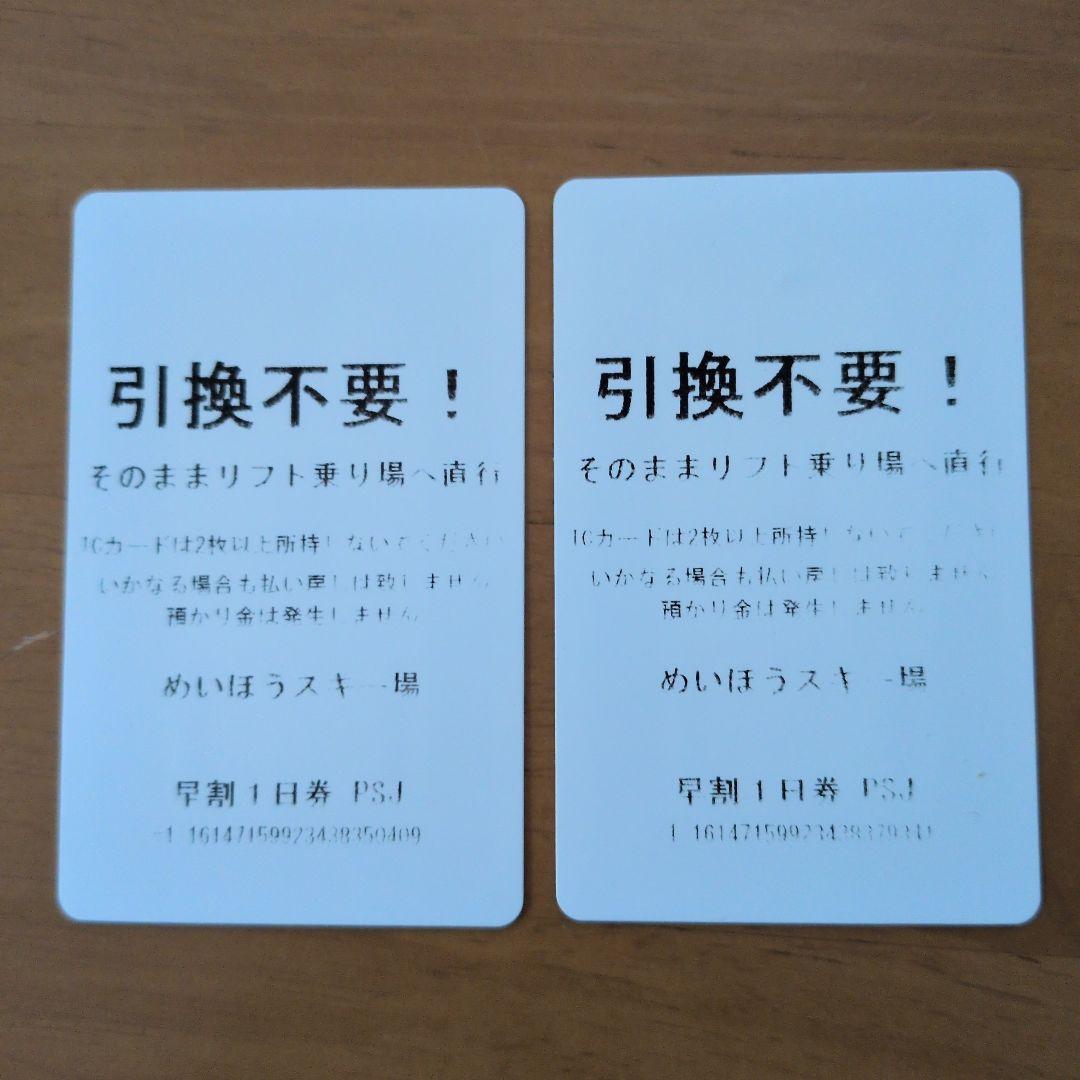 引換不要！
そのままリフト乗り場へ直行
ICカードは2枚以上所持しないでください
いかなる場合も払い戻しは致しません
預かり金は発生しません
めいほうスキー場
早割1日券 PSJ
-1 16147159923438350409
引換不要！
そのままリフト乗り場へ直行
ICカードは2枚以上所持しないでください
いかなる場合も払い戻しは致しません
預かり金は発生しません
めいほうスキー場
早割1日券 PSJ